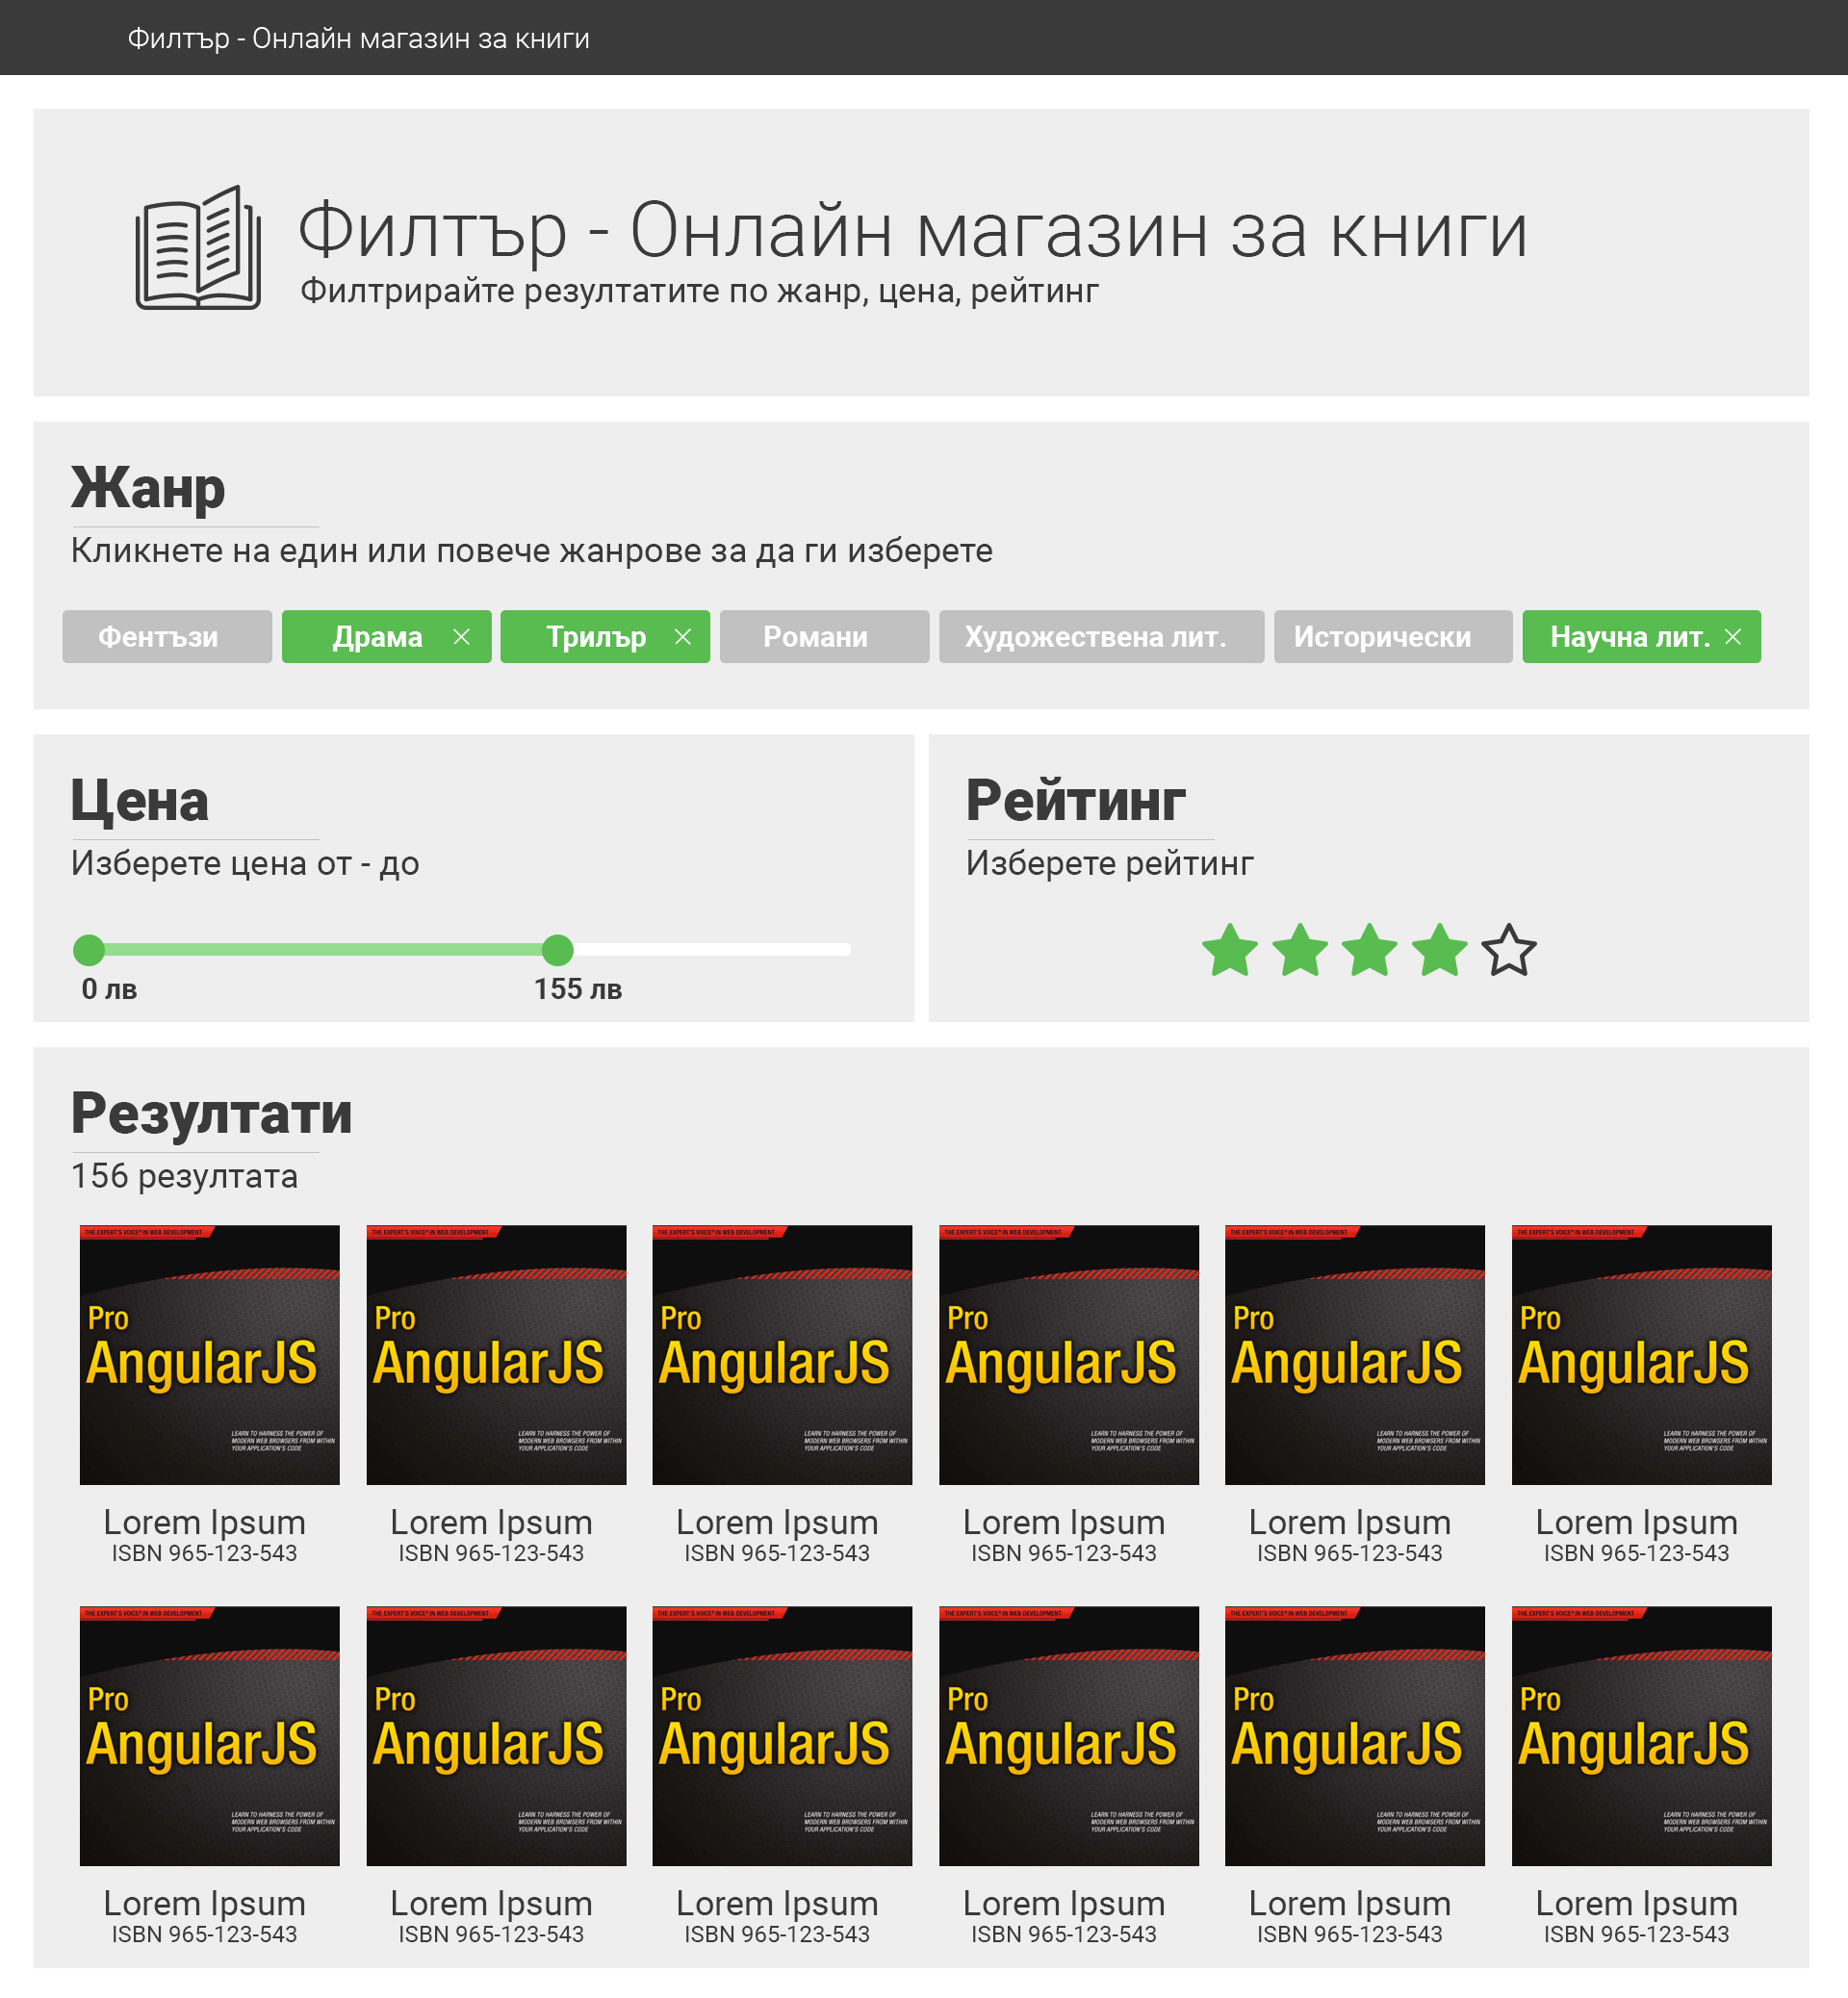 Филтър - Онлайн магазин за книги
Филтър - Онлайн магазин за книги
Филтрирайте резултатите по жанр, цена, рейтинг
Жанр
Кликнете на един или повече жанрове за да ги изберете
Фентъзи Драма Трилър Романи Художествена лит. Исторически Научна лит.
Цена
Изберете цена от - до
0 лв 155 лв
Рейтинг
Изберете рейтинг
Резултати
156 резултата
THE EXPERT'S VOICE® IN WEB DEVELOPMENT THE EXPERT'S VOICE® IN WEB DEVELOPMENT THE EXPERT'S VOICE® IN WEB DEVELOPMENT THE EXPERT'S VOICE® IN WEB DEVELOPMENT THE EXPERT'S VOICE® IN WEB DEVELOPMENT THE EXPERT'S VOICE® IN WEB DEVELOPMENT
Pro Pro Pro Pro Pro Pro
AngularJS AngularJS AngularJS AngularJS AngularJS AngularJS
LEARN TO HARNESS THE POWER OF LEARN TO HARNESS THE POWER OF LEARN TO HARNESS THE POWER OF LEARN TO HARNESS THE POWER OF LEARN TO HARNESS THE POWER OF LEARN TO HARNESS THE POWER OF
MODERN WEB BROWSERS FROM WITHIN MODERN WEB BROWSERS FROM WITHIN MODERN WEB BROWSERS FROM WITHIN MODERN WEB BROWSERS FROM WITHIN MODERN WEB BROWSERS FROM WITHIN MODERN WEB BROWSERS FROM WITHIN
YOUR APPLICATION'S CODE YOUR APPLICATION'S CODE YOUR APPLICATION'S CODE YOUR APPLICATION'S CODE YOUR APPLICATION'S CODE YOUR APPLICATION'S CODE
Lorem Ipsum Lorem Ipsum Lorem Ipsum Lorem Ipsum Lorem Ipsum Lorem Ipsum
ISBN 965-123-543 ISBN 965-123-543 ISBN 965-123-543 ISBN 965-123-543 ISBN 965-123-543 ISBN 965-123-543
THE EXPERT'S VOICE® IN WEB DEVELOPMENT THE EXPERT'S VOICE® IN WEB DEVELOPMENT THE EXPERT'S VOICE® IN WEB DEVELOPMENT THE EXPERT'S VOICE® IN WEB DEVELOPMENT THE EXPERT'S VOICE® IN WEB DEVELOPMENT THE EXPERT'S VOICE® IN WEB DEVELOPMENT
Pro Pro Pro Pro Pro Pro
AngularJS AngularJS AngularJS AngularJS AngularJS AngularJS
LEARN TO HARNESS THE POWER OF LEARN TO HARNESS THE POWER OF LEARN TO HARNESS THE POWER OF LEARN TO HARNESS THE POWER OF LEARN TO HARNESS THE POWER OF LEARN TO HARNESS THE POWER OF
MODERN WEB BROWSERS FROM WITHIN MODERN WEB BROWSERS FROM WITHIN MODERN WEB BROWSERS FROM WITHIN MODERN WEB BROWSERS FROM WITHIN MODERN WEB BROWSERS FROM WITHIN MODERN WEB BROWSERS FROM WITHIN
YOUR APPLICATION'S CODE YOUR APPLICATION'S CODE YOUR APPLICATION'S CODE YOUR APPLICATION'S CODE YOUR APPLICATION'S CODE YOUR APPLICATION'S CODE
Lorem Ipsum Lorem Ipsum Lorem Ipsum Lorem Ipsum Lorem Ipsum Lorem Ipsum
ISBN 965-123-543 ISBN 965-123-543 ISBN 965-123-543 ISBN 965-123-543 ISBN 965-123-543 ISBN 965-123-543